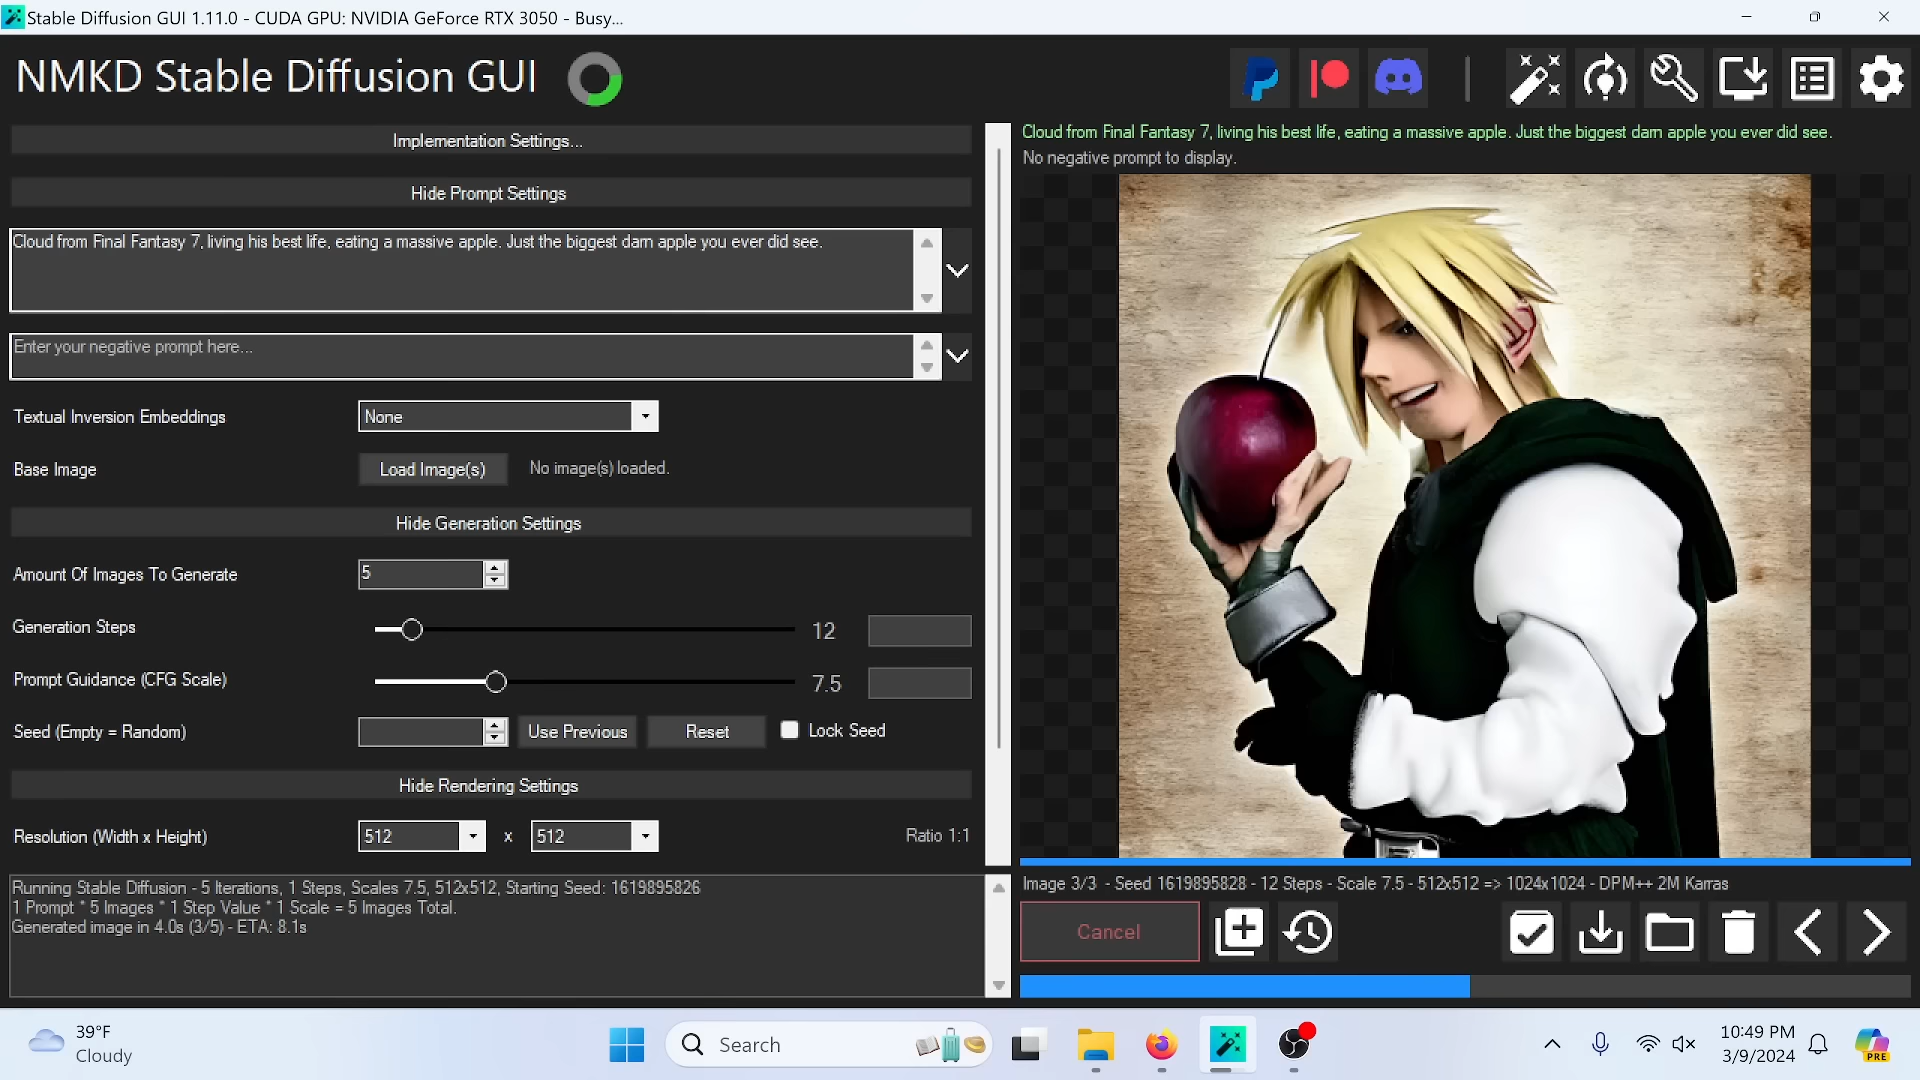 Stable Diffusion GUI 1.11.0 - CUDA GPU: NVIDIA GeForce RTX 3050 - Busy...
NMKD Stable Diffusion GUI
Implementation Settings...
Hide Prompt Settings
Cloud from Final Fantasy 7, living his best life, eating a massive apple. Just the biggest darn apple you ever did see.
Enter your negative prompt here...
Textual Inversion Embeddings
None
Base Image
Load Image(s)
No image(s) loaded.
Hide Generation Settings
Amount Of Images To Generate
5
Generation Steps
12
Prompt Guidance (CFG Scale)
7.5
Seed (Empty = Random)
Use Previous
Reset
Lock Seed
Hide Rendering Settings
Resolution (Width x Height)
512
x
512
Ratio 1:1
Running Stable Diffusion - 5 Iterations, 1 Steps, Scales 7.5, 512x512, Starting Seed: 1619895826
1 Prompt * 5 Images * 1 Step Value * 1 Scale = 5 Images Total.
Generated image in 4.0s (3/5) - ETA: 8.1s
Cloud from Final Fantasy 7, living his best life, eating a massive apple. Just the biggest darn apple you ever did see.
No negative prompt to display.
Image 3/3 - Seed 1619895828 - 12 Steps - Scale 7.5 - 512x512 => 1024x1024 - DPM++ 2M Karras
Cancel
39°F
Cloudy
Search
10:49 PM
3/9/2024
PRE